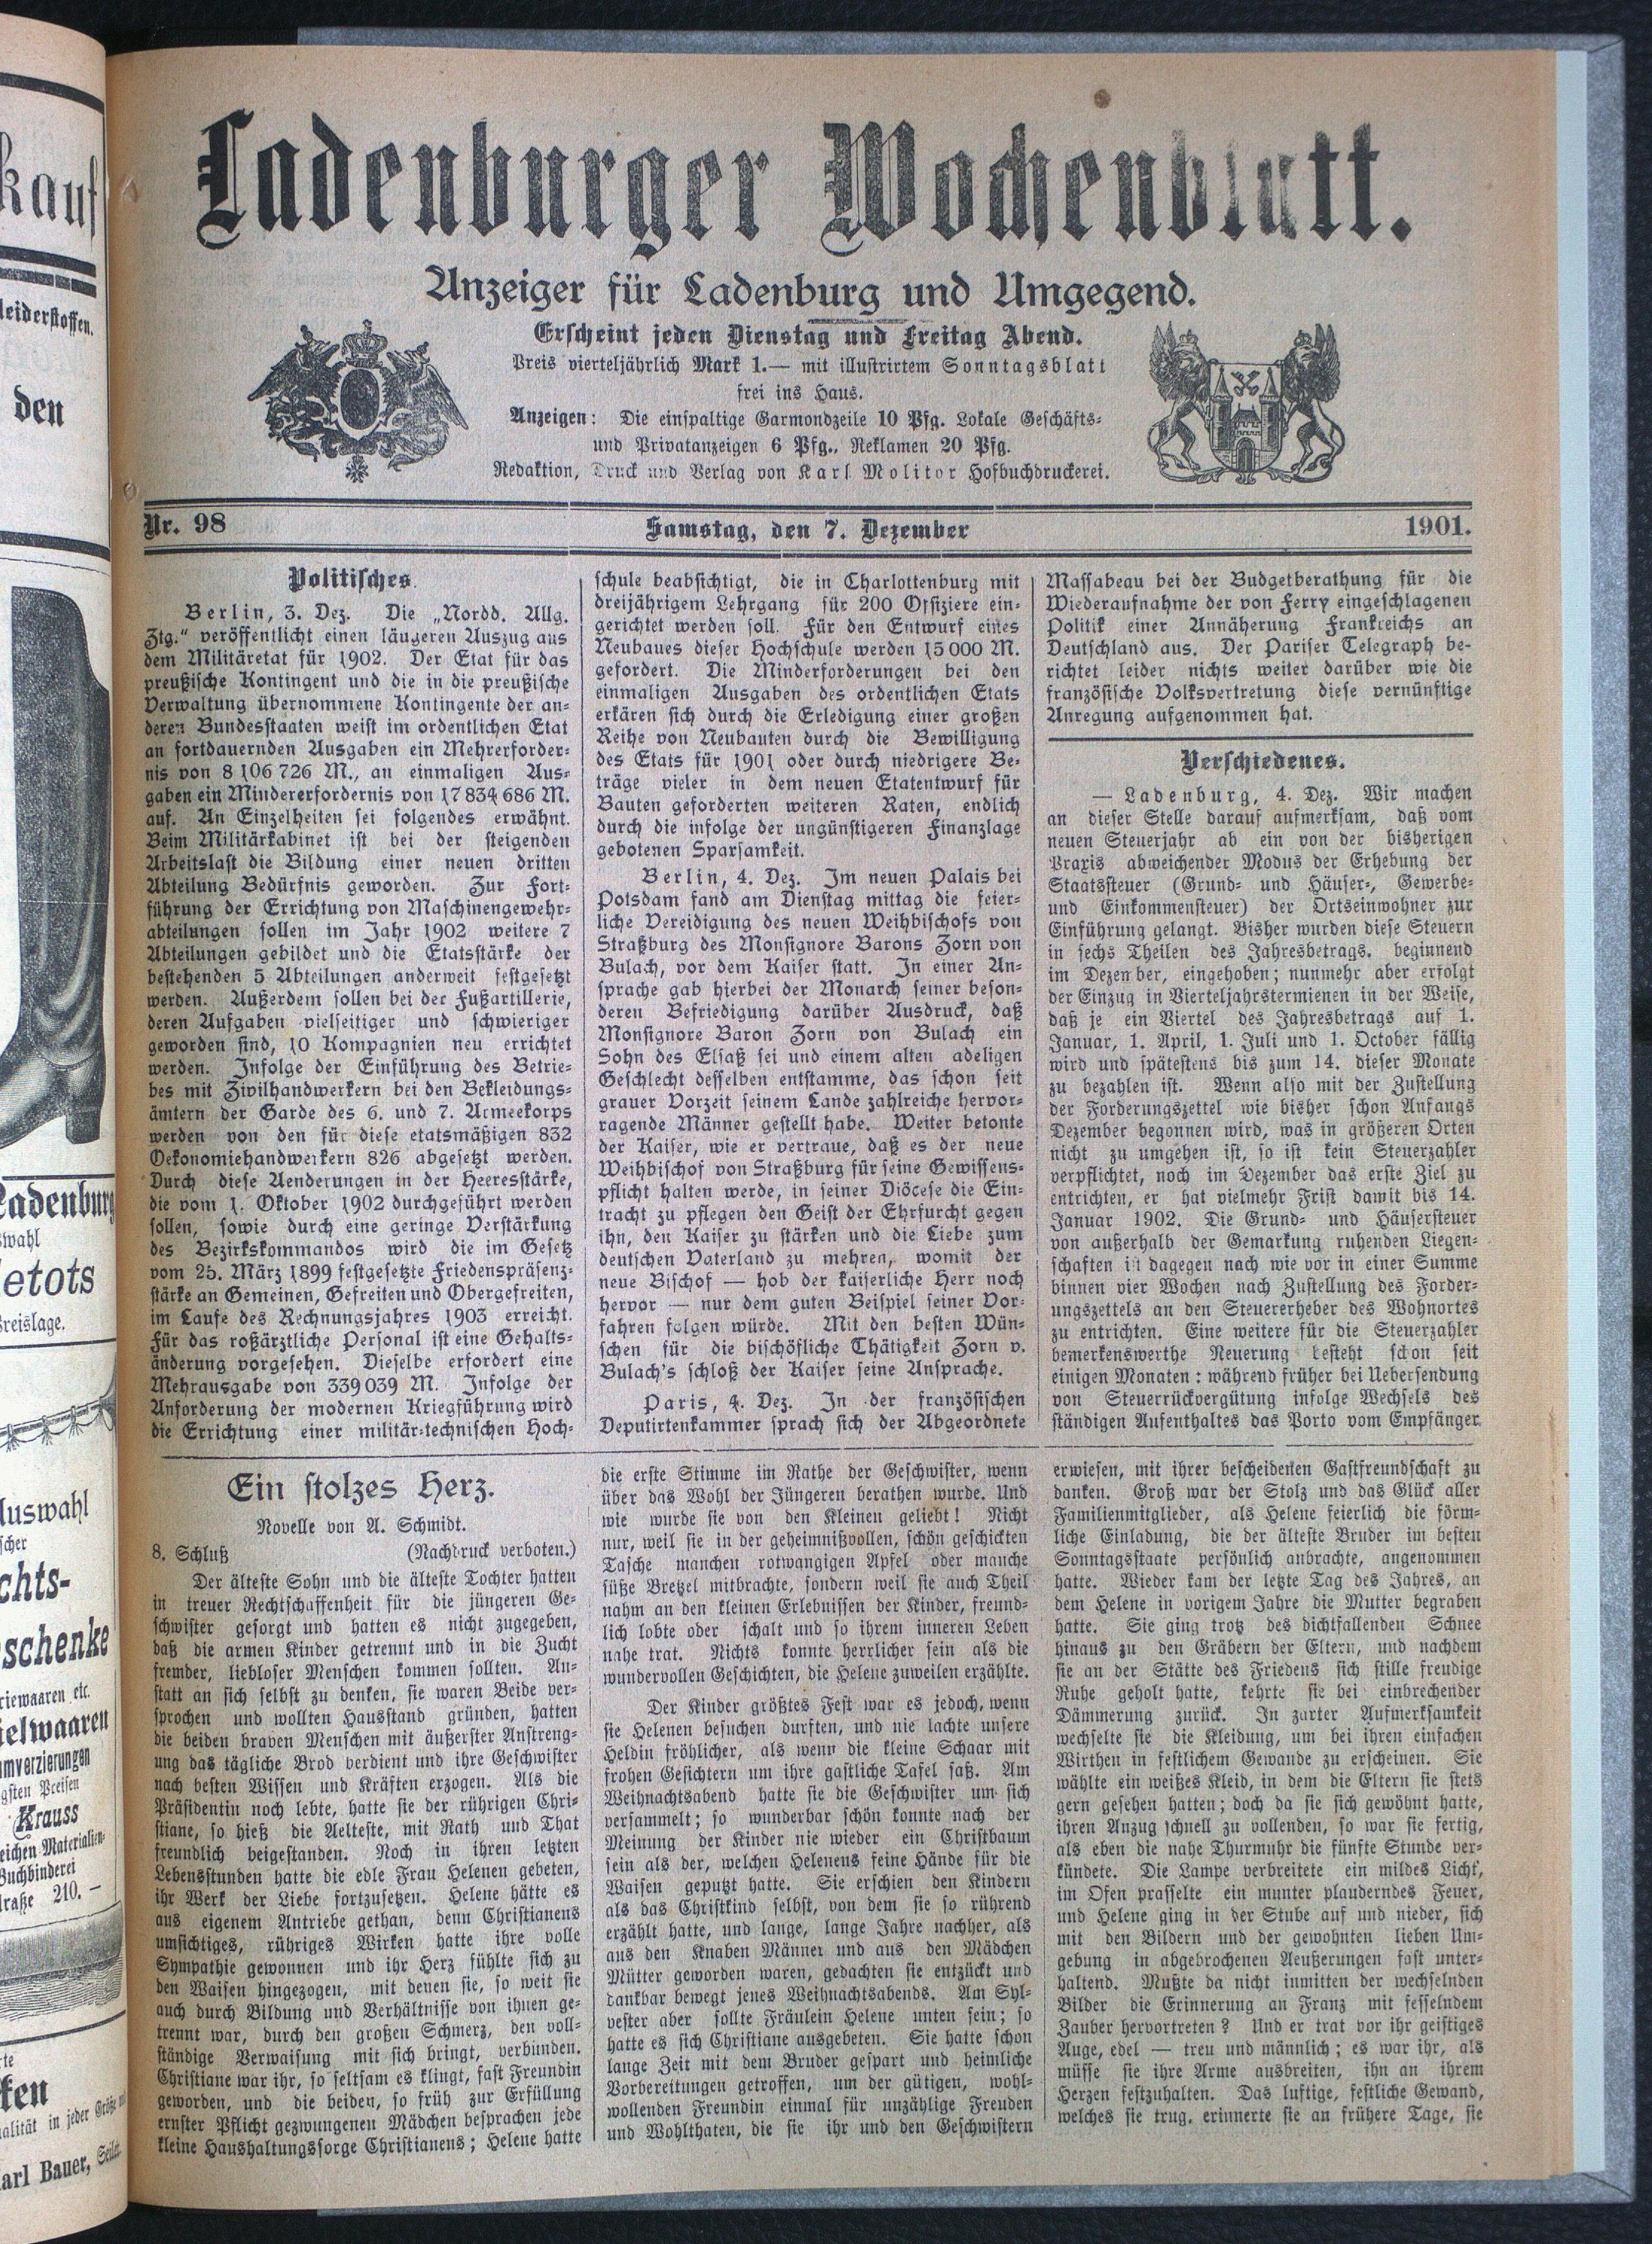 Ladenburger Wochenblatt.
Anzeiger für Ladenburg und Umgegend.
Erscheint jeden Dienstag und Freitag Abend.
Preis vierteljährlich Mark 1.— mit illustrirtem Sonntagsblatt
frei ins Haus.
Anzeigen: Die einspaltige Garmondzeile 10 Pfg. Lokale Geschäfts-
und Privatanzeigen 6 Pfg., Reklamen 20 Pfg.
Redaktion, Druck und Verlag von Karl Molitor Hofbuchdruckerei.
Nr. 98
Samstag, den 7. Dezember
1901.
Politisches.
Berlin, 3. Dez. Die „Nordd. Allg.
Ztg.“ veröffentlicht einen läugeren Auszug aus
dem Militäretat für 1902. Der Etat für das
preußische Kontingent und die in die preußische
Verwaltung übernommene Kontingente der an-
deren Bundesstaaten weist im ordentlichen Etat
an fortdauernden Ausgaben ein Mehrerforder-
nis von 8 106 726 M., an einmaligen Aus-
gaben ein Mindererfordernis von 17 834 686 M.
auf. An Einzelheiten sei folgendes erwähnt.
Beim Militärkabinet ist bei der steigenden
Arbeitslast die Bildung einer neuen dritten
Abteilung Bedürfnis geworden. Zur Fort-
führung der Errichtung von Maschinengewehr-
abteilungen sollen im Jahr 1902 weitere 7
Abteilungen gebildet und die Etatsstärke der
bestehenden 5 Abteilungen anderweit festgesetzt
werden. Außerdem sollen bei der Fußartillerie,
deren Aufgaben vielseitiger und schwieriger
geworden sind, 10 Kompagnien neu errichtet
werden. Infolge der Einführung des Betrie-
bes mit Zivilhandwerkern bei den Bekleidungs-
ämtern der Garde des 6. und 7. Armeekorps
werden von den für diese etatsmäßigen 832
Oekonomiehandwerkern 826 abgesetzt werden.
Durch diese Aenderungen in der Heeresstärke,
die vom 1. Oktober 1902 durchgeführt werden
sollen, sowie durch eine geringe Verstärkung
des Bezirkskommandos wird die im Gesetz
vom 25. März 1899 festgesetzte Friedenspräsenz-
stärke an Gemeinen, Gefreiten und Obergefreiten,
im Laufe des Rechnungsjahres 1903 erreicht.
Für das roßärztliche Personal ist eine Gehalts-
änderung vorgesehen. Dieselbe erfordert eine
Mehrausgabe von 339 039 M. Infolge der
Anforderung der modernen Kriegführung wird
die Errichtung einer militär-technischen Hoch-
schule beabsichtigt, die in Charlottenburg mit
dreijährigem Lehrgang für 200 Offiziere ein-
gerichtet werden soll. Für den Entwurf eines
Neubaues dieser Hochschule werden 15 000 M.
gefordert. Die Minderforderungen bei den
einmaligen Ausgaben des ordentlichen Etats
erkären sich durch die Erledigung einer großen
Reihe von Neubauten durch die Bewilligung
des Etats für 1901 oder durch niedrigere Be-
träge vieler in dem neuen Etatentwurf für
Bauten geforderten weiteren Raten, endlich
durch die infolge der ungünstigeren Finanzlage
gebotenen Sparsamkeit.
Berlin, 4. Dez. Im neuen Palais bei
Potsdam fand am Dienstag mittag die feier-
liche Vereidigung des neuen Weihbischofs von
Straßburg des Monsignore Barons Zorn von
Bulach, vor dem Kaiser statt. In einer An-
sprache gab hierbei der Monarch seiner beson-
deren Befriedigung darüber Ausdruck, daß
Monsignore Baron Zorn von Bulach ein
Sohn des Elsaß sei und einem alten adeligen
Geschlecht desselben entstamme, das schon seit
grauer Vorzeit seinem Lande zahlreiche hervor-
ragende Männer gestellt habe. Weiter betonte
der Kaiser, wie er vertraue, daß es der neue
Weihbischof von Straßburg für seine Gewissens-
pflicht halten werde, in seiner Diöcese die Ein-
tracht zu pflegen den Geist der Ehrfurcht gegen
ihn, den Kaiser zu stärken und die Liebe zum
deutschen Vaterland zu mehren, womit der
neue Bischof — hob der kaiserliche Herr noch
hervor — nur dem guten Beispiel seiner Vor-
fahren folgen würde. Mit den besten Wün-
schen für die bischöfliche Thätigkeit Zorn v.
Bulach's schloß der Kaiser seine Ansprache.
Paris, 4. Dez. In der französischen
Deputirtenkammer sprach sich der Abgeordnete
Massabeau bei der Budgetberathung für die
Wiederaufnahme der von Ferry eingeschlagenen
Politik einer Annäherung Frankreichs an
Deutschland aus. Der Pariser Telegraph be-
richtet leider nichts weiter darüber wie die
französische Volksvertretung diese vernünftige
Anregung aufgenommen hat.
Verschiedenes.
— Ladenburg, 4. Dez. Wir machen
an dieser Stelle darauf aufmerksam, daß vom
neuen Steuerjahr ab ein von der bisherigen
Praxis abweichender Modus der Erhebung der
Staatssteuer (Grund- und Häuser-, Gewerbe-
und Einkommensteuer) der Ortseinwohner zur
Einführung gelangt. Bisher wurden diese Steuern
in sechs Theilen des Jahresbetrags, beginnend
im Dezember, eingehoben; nunmehr aber erfolgt
der Einzug in Vierteljahrstermienen in der Weise,
daß je ein Viertel des Jahresbetrags auf 1.
Januar, 1. April, 1. Juli und 1. October fällig
wird und spätestens bis zum 14. dieser Monate
zu bezahlen ist. Wenn also mit der Zustellung
der Forderungszettel wie bisher schon Anfangs
Dezember begonnen wird, was in größeren Orten
nicht zu umgehen ist, so ist kein Steuerzahler
verpflichtet, noch im Dezember das erste Ziel zu
entrichten, er hat vielmehr Frist damit bis 14.
Januar 1902. Die Grund- und Häusersteuer
von außerhalb der Gemarkung ruhenden Liegen-
schaften ist dagegen nach wie vor in einer Summe
binnen vier Wochen nach Zustellung des Forder-
ungszettels an den Steuererheber des Wohnortes
zu entrichten. Eine weitere für die Steuerzahler
bemerkenswerthe Neuerung besteht schon seit
einigen Monaten: während früher bei Uebersendung
von Steuerrückvergütung infolge Wechsels des
ständigen Aufenthaltes das Porto vom Empfänger
Ein stolzes Herz.
Novelle von A. Schmidt.
8. Schluß (Nachdruck verboten.)
Der älteste Sohn und die älteste Tochter hatten
in treuer Rechtschaffenheit für die jüngeren Ge-
schwister gesorgt und hatten es nicht zugegeben,
daß die armen Kinder getrennt und in die Zucht
fremder, liebloser Menschen kommen sollten. An-
statt an sich selbst zu denken, sie waren Beide ver-
sprochen und wollten Hausstand gründen, hatten
die beiden braven Menschen mit äußerster Anstreng-
ung das tägliche Brod verdient und ihre Geschwister
nach besten Wissen und Kräften erzogen. Als die
Präsidentin noch lebte, hatte sie der rührigen Chri-
stiane, so hieß die Aelteste, mit Rath und That
freundlich beigestanden. Noch in ihren letzten
Lebensstunden hatte die edle Frau Helenen gebeten,
ihr Werk der Liebe fortzusetzen. Helene hätte es
aus eigenem Antriebe gethan, denn Christianens
umsichtiges, rühriges Wirken hatte ihre volle
Sympathie gewonnen und ihr Herz fühlte sich zu
den Waisen hingezogen, mit denen sie, so weit sie
auch durch Bildung und Verhältnisse von ihnen ge-
trennt war, durch den großen Schmerz, den voll-
ständige Verwaisung mit sich bringt, verbunden.
Christiane war ihr, so seltsam es klingt, fast Freundin
geworden, und die beiden, so früh zur Erfüllung
ernster Pflicht gezwungenen Mädchen besprachen jede
kleine Haushaltungssorge Christianens; Helene hatte
die erste Stimme im Rathe der Geschwister, wenn
über das Wohl der Jüngeren berathen wurde. Und
wie wurde sie von den Kleinen geliebt! Nicht
nur, weil sie in der geheimnißvollen, schön geschickten
Tasche manchen rotwangigen Apfel oder manche
süße Bretzel mitbrachte, sondern weil sie auch Theil
nahm an den kleinen Erlebnissen der Kinder, freund-
lich lobte oder schalt und so ihrem inneren Leben
nahe trat. Nichts konnte herrlicher sein als die
wundervollen Geschichten, die Helene zuweilen erzählte.
Der Kinder größtes Fest war es jedoch, wenn
sie Helenen besuchen durften, und nie lachte unsere
Heldin fröhlicher, als wenn die kleine Schaar mit
frohen Gesichtern um ihre gastliche Tafel saß. Am
Weihnachtsabend hatte sie die Geschwister um sich
versammelt; so wunderbar schön konnte nach der
Meinung der Kinder nie wieder ein Christbaum
sein als der, welchen Helenens feine Hände für die
Waisen geputzt hatte. Sie erschien den Kindern
als das Christkind selbst, von dem sie so rührend
erzählt hatte, und lange, lange Jahre nachher, als
aus den Knaben Männer und aus den Mädchen
Mütter geworden waren, gedachten sie entzückt und
dankbar bewegt jenes Weihnachtsabends. Am Syl-
vester aber sollte Fräulein Helene unten sein; so
hatte es sich Christiane ausgebeten. Sie hatte schon
lange Zeit mit dem Bruder gespart und heimliche
Vorbereitungen getroffen, um der gütigen, wohl-
wollenden Freundin einmal für unzählige Freuden
und Wohlthaten, die sie ihr und den Geschwistern
erwiesen, mit ihrer bescheidenen Gastfreundschaft zu
danken. Groß war der Stolz und das Glück aller
Familienmitglieder, als Helene feierlich die förm-
liche Einladung, die der älteste Bruder im besten
Sonntagsstaate persönlich anbrachte, angenommen
hatte. Wieder kam der letzte Tag des Jahres, an
dem Helene in vorigem Jahre die Mutter begraben
hatte. Sie ging trotz des dichtfallenden Schnee
hinaus zu den Gräbern der Eltern, und nachdem
sie an der Stätte des Friedens sich stille freudige
Ruhe geholt hatte, kehrte sie bei einbrechender
Dämmerung zurück. In zarter Aufmerksamkeit
wechselte sie die Kleidung, um bei ihren einfachen
Wirthen in festlichem Gewande zu erscheinen. Sie
wählte ein weißes Kleid, in dem die Eltern sie stets
gern gesehen hatten; doch da sie sich gewöhnt hatte,
ihren Anzug schnell zu vollenden, so war sie fertig,
als eben die nahe Thurmuhr die fünfte Stunde ver-
kündete. Die Lampe verbreitete ein mildes Licht,
im Ofen prasselte ein munter plauderndes Feuer,
und Helene ging in der Stube auf und nieder, sich
mit den Bildern und der gewohnten lieben Um-
gebung in abgebrochenen Aeußerungen fast unter-
haltend. Mußte da nicht inmitten der wechselnden
Bilder die Erinnerung an Franz mit fesselndem
Zauber hervortreten? Und er trat vor ihr geistiges
Auge, edel — treu und männlich; es war ihr, als
müsse sie ihre Arme ausbreiten, ihn an ihrem
Herzen festzuhalten. Das luftige, festliche Gewand,
welches sie trug, erinnerte sie an frühere Tage, sie
kauf
leiderstoffen.
den
Ladenburg
swahl
letots
Preislage.
Auswahl
scher
chts-
schenke
riewaaren etc.
ielwaaren
umverzierungen
gsten Preisen
Krauss
eichen-Materialien-
Buchbinderei
traße 210. —
rte
ken
alität in jeder Größe
arl Bauer,